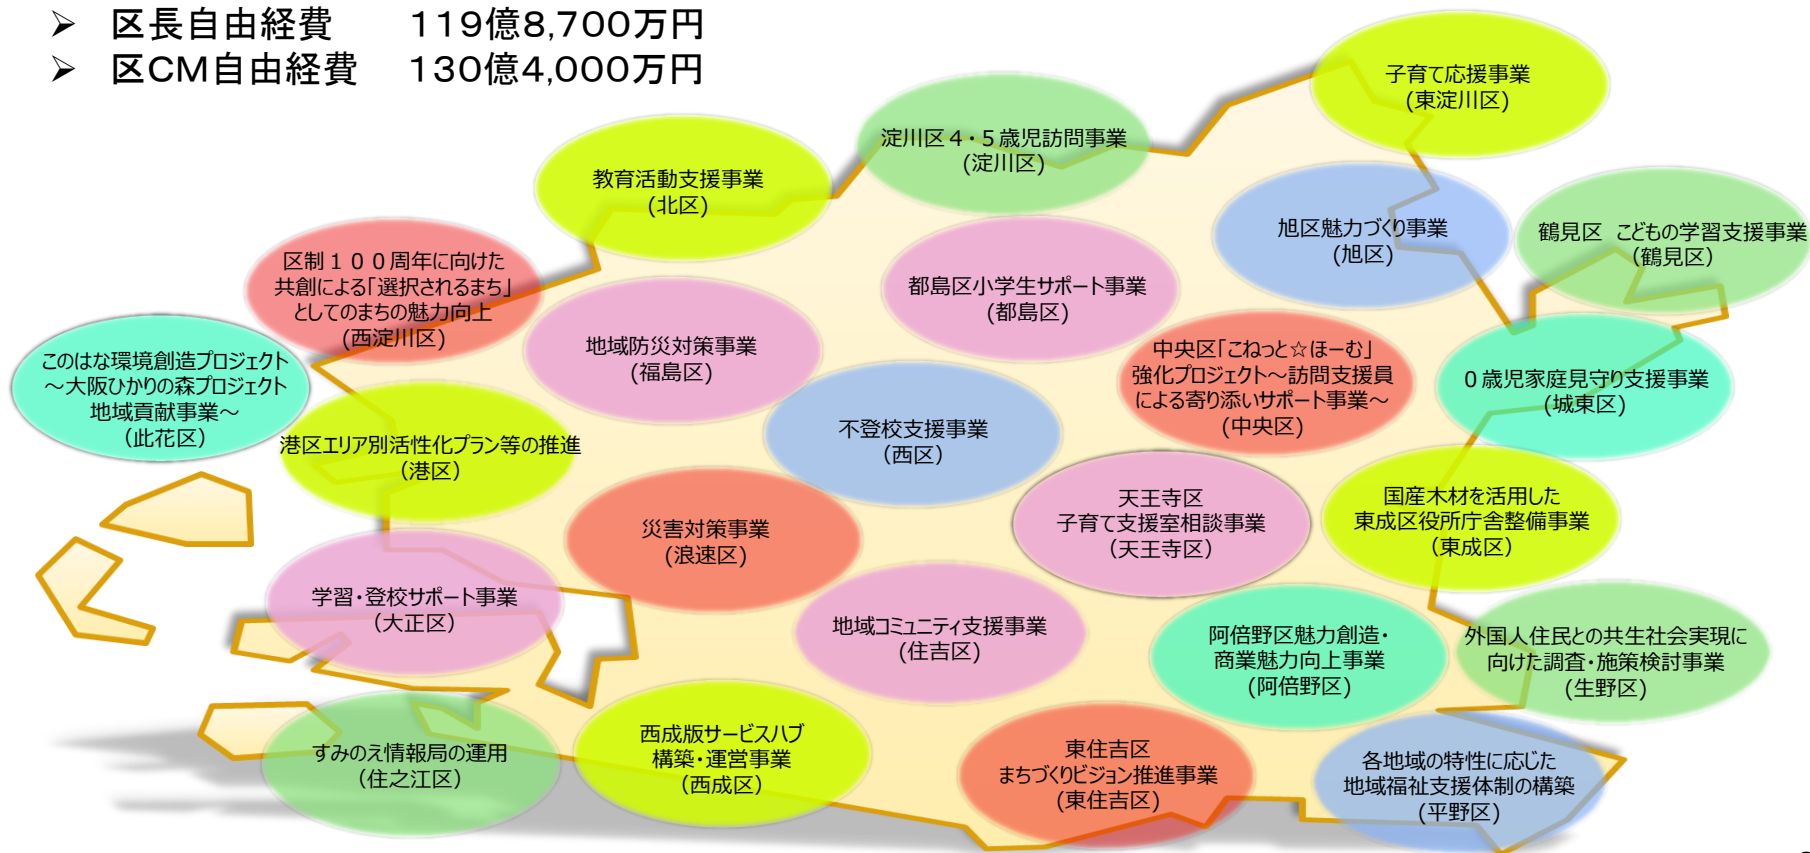 ➢ 区長自由経費 119億8,700万円
➢ 区CM自由経費 130億4,000万円
子育て応援事業
(東淀川区)
淀川区４・５歳児訪問事業
(淀川区)
教育活動支援事業
(北区)
旭区魅力づくり事業
(旭区)
鶴見区 こどもの学習支援事業
(鶴見区)
区制１００周年に向けた
共創による「選択されるまち」
としてのまちの魅力向上
(西淀川区)
都島区小学生サポート事業
(都島区)
地域防災対策事業
(福島区)
中央区「こねっと☆ほーむ」
強化プロジェクト～訪問支援員
による寄り添いサポート事業～
(中央区)
このはな環境創造プロジェクト
～大阪ひかりの森プロジェクト
地域貢献事業～
(此花区)
０歳児家庭見守り支援事業
(城東区)
港区エリア別活性化プラン等の推進
(港区)
不登校支援事業
(西区)
天王寺区
子育て支援室相談事業
(天王寺区)
国産木材を活用した
東成区役所庁舎整備事業
(東成区)
災害対策事業
(浪速区)
学習・登校サポート事業
(大正区)
地域コミュニティ支援事業
(住吉区)
阿倍野区魅力創造・
商業魅力向上事業
(阿倍野区)
外国人住民との共生社会実現に
向けた調査・施策検討事業
(生野区)
すみのえ情報局の運用
(住之江区)
西成版サービスハブ
構築・運営事業
(西成区)
東住吉区
まちづくりビジョン推進事業
(東住吉区)
各地域の特性に応じた
地域福祉支援体制の構築
(平野区)